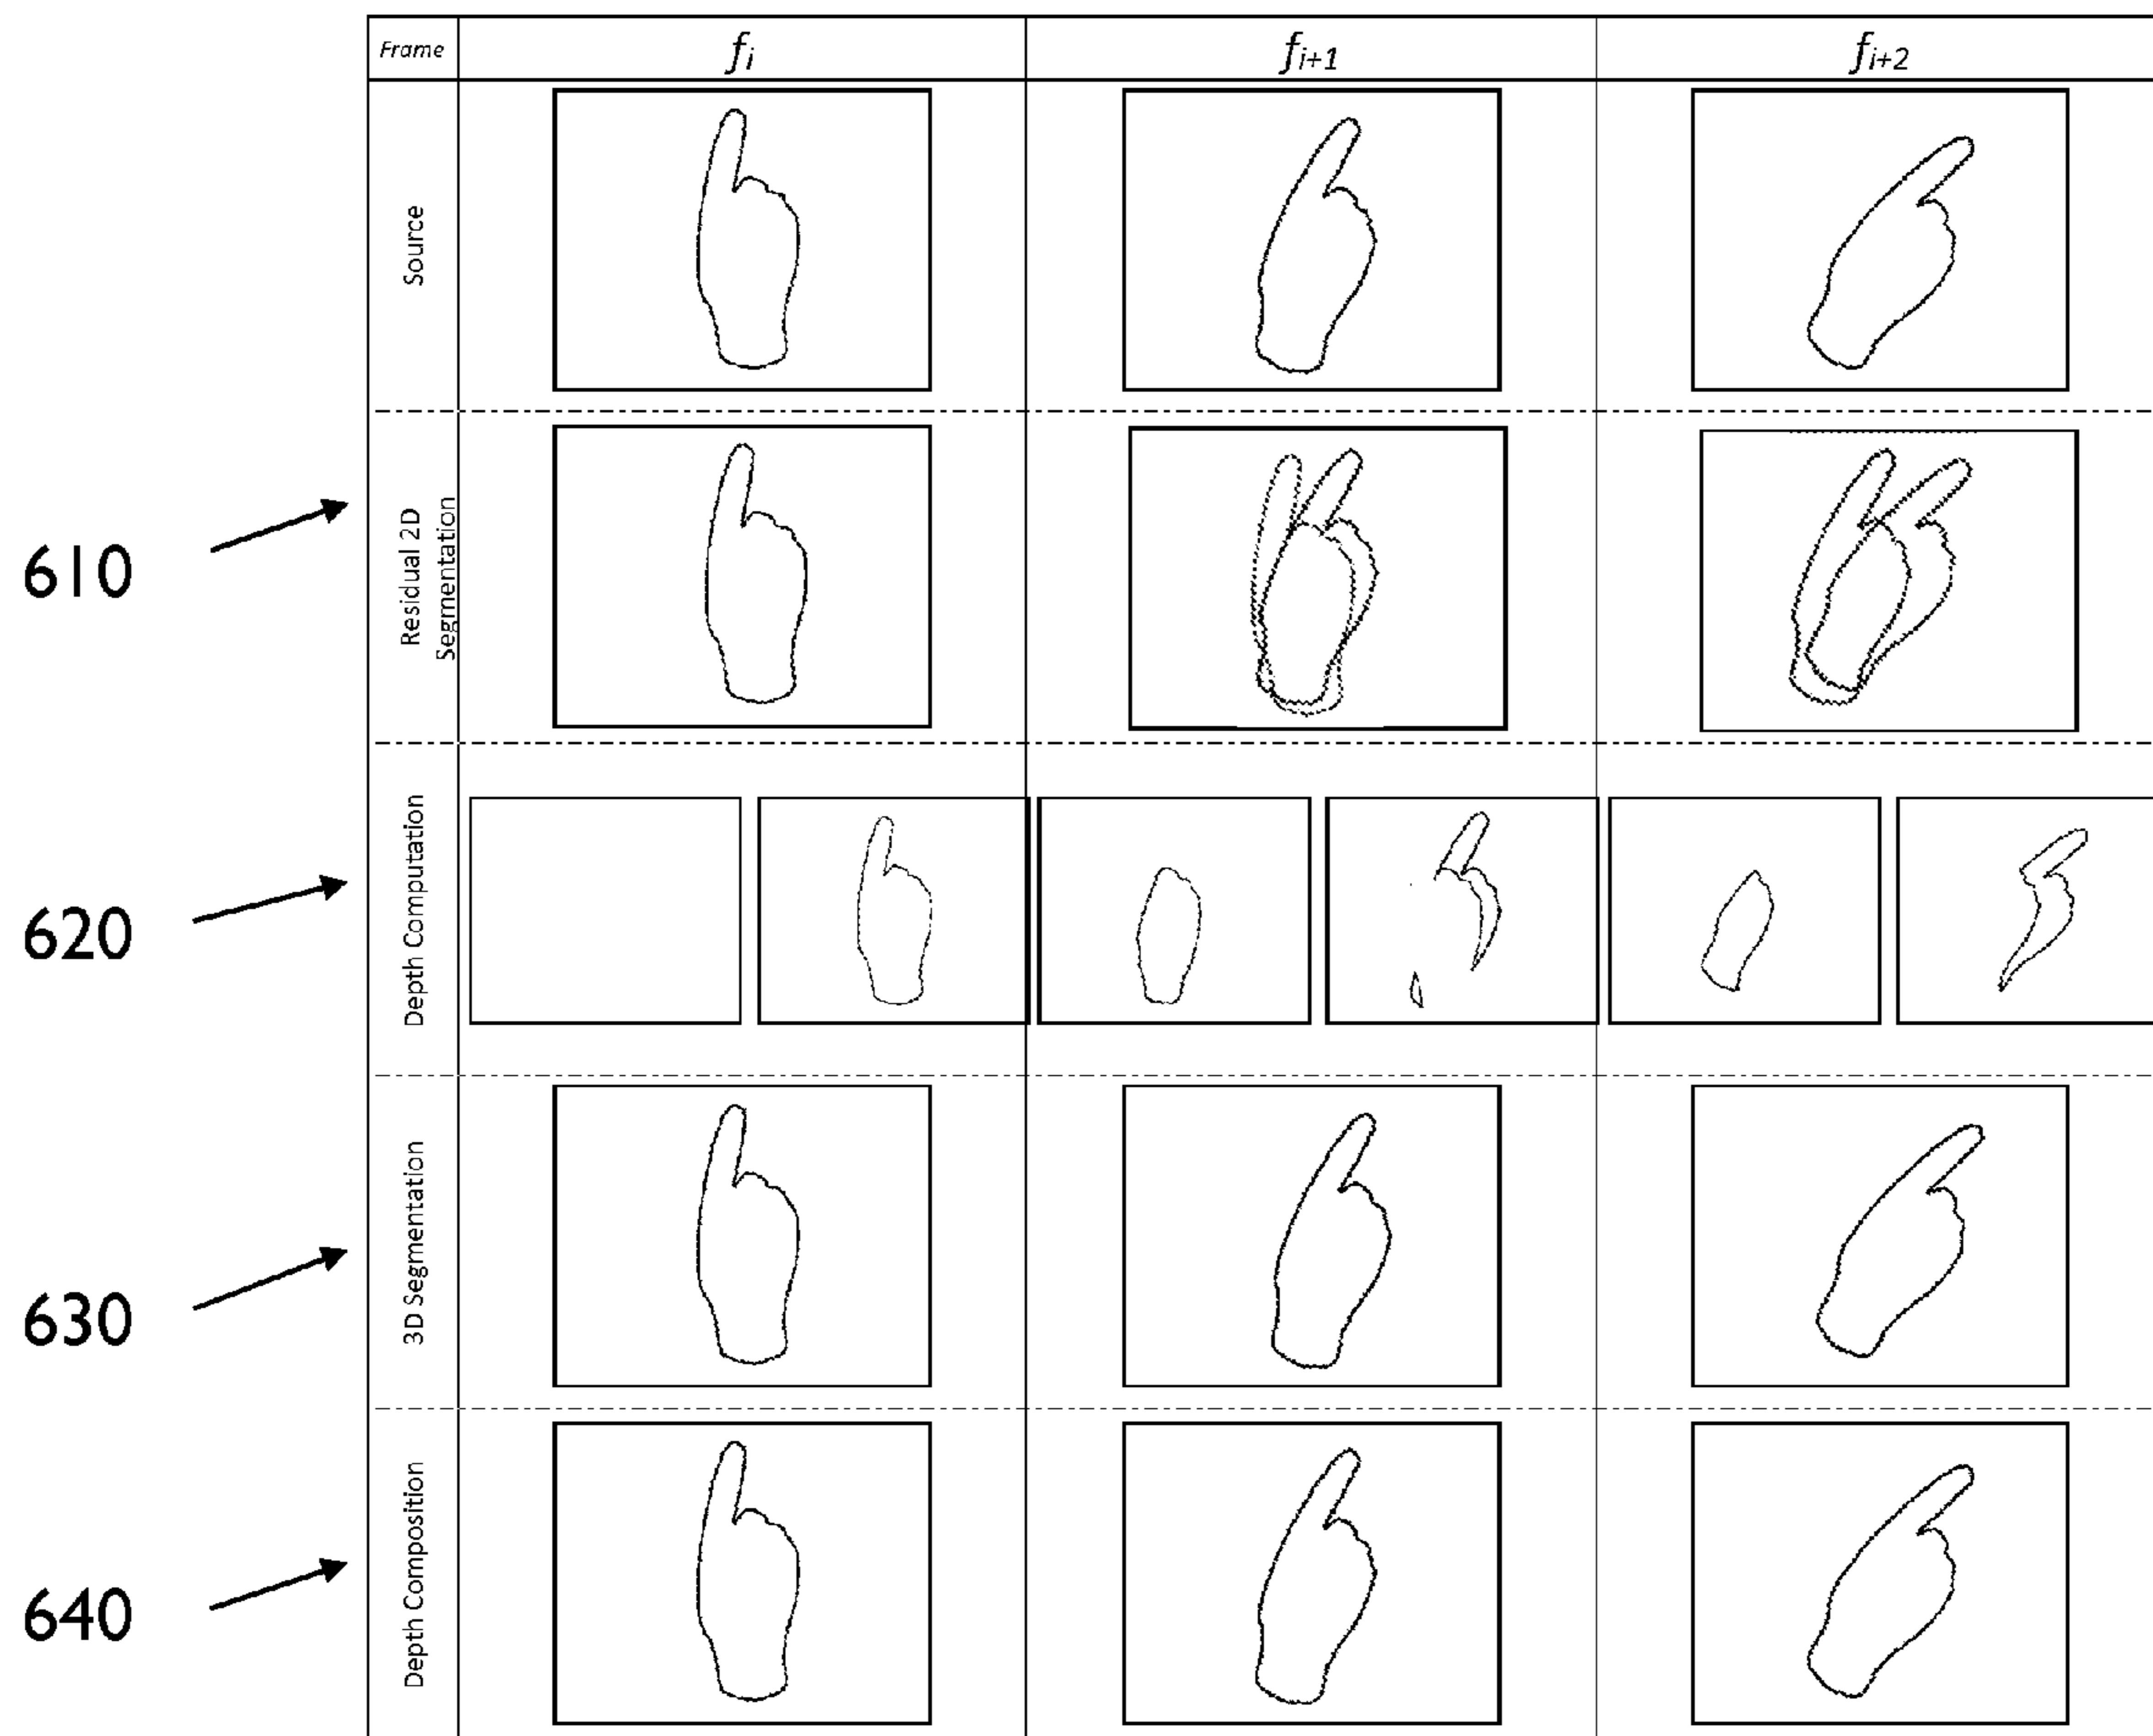 Frame fi fi+1 fi+2
Source
610
Residual 2D
Segmentation
620
Depth Computation
630
3D Segmentation
640
Depth Composition